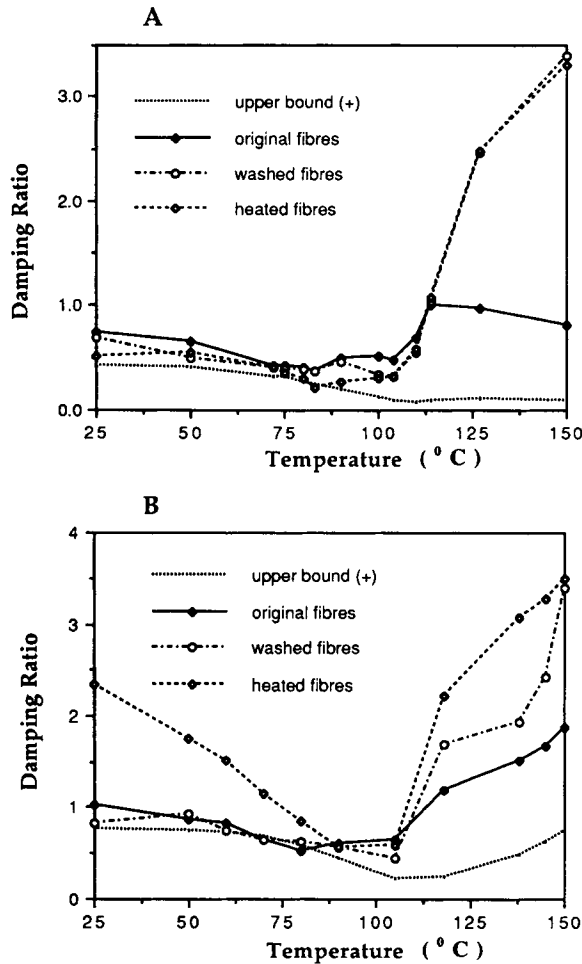 A
3.0
2.0
1.0
0.0
Damping Ratio
upper bound (+)
original fibres
washed fibres
heated fibres
25 50 75 100 125 150
Temperature ( ° C )
B
4
3
2
1
0
Damping Ratio
upper bound (+)
original fibres
washed fibres
heated fibres
25 50 75 100 125 150
Temperature ( ° C )